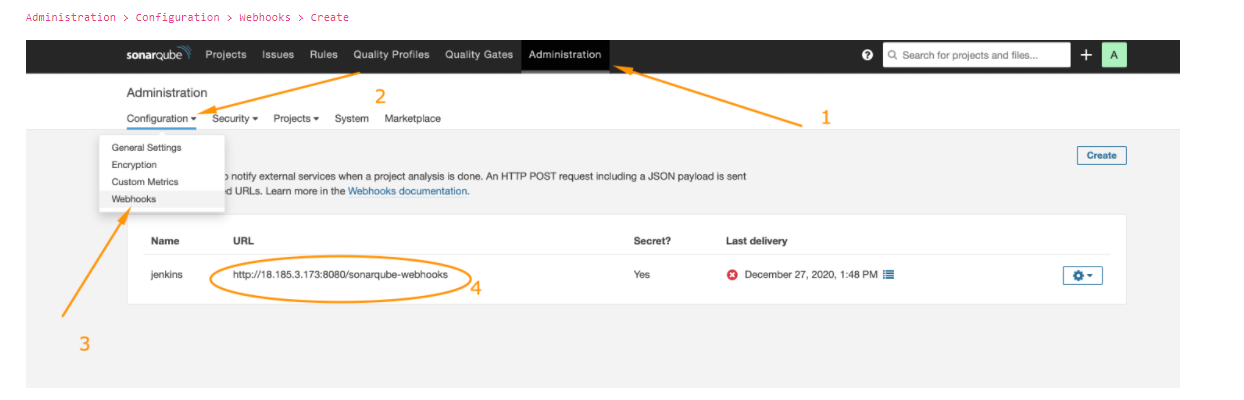 Administration > Configuration > Webhooks > Create
sonarqube Projects Issues Rules Quality Profiles Quality Gates Administration ? Search for projects and files... + A
Administration
2
1
Configuration Security Projects System Marketplace
General Settings
Create
Encryption
Custom Metrics
notify external services when a project analysis is done. An HTTP POST request including a JSON payload is sent
Webhooks
URLs. Learn more in the Webhooks documentation.
Name URL Secret? Last delivery
jenkins http://18.185.3.173:8080/sonarqube-webhooks Yes December 27, 2020, 1:48 PM
4
3